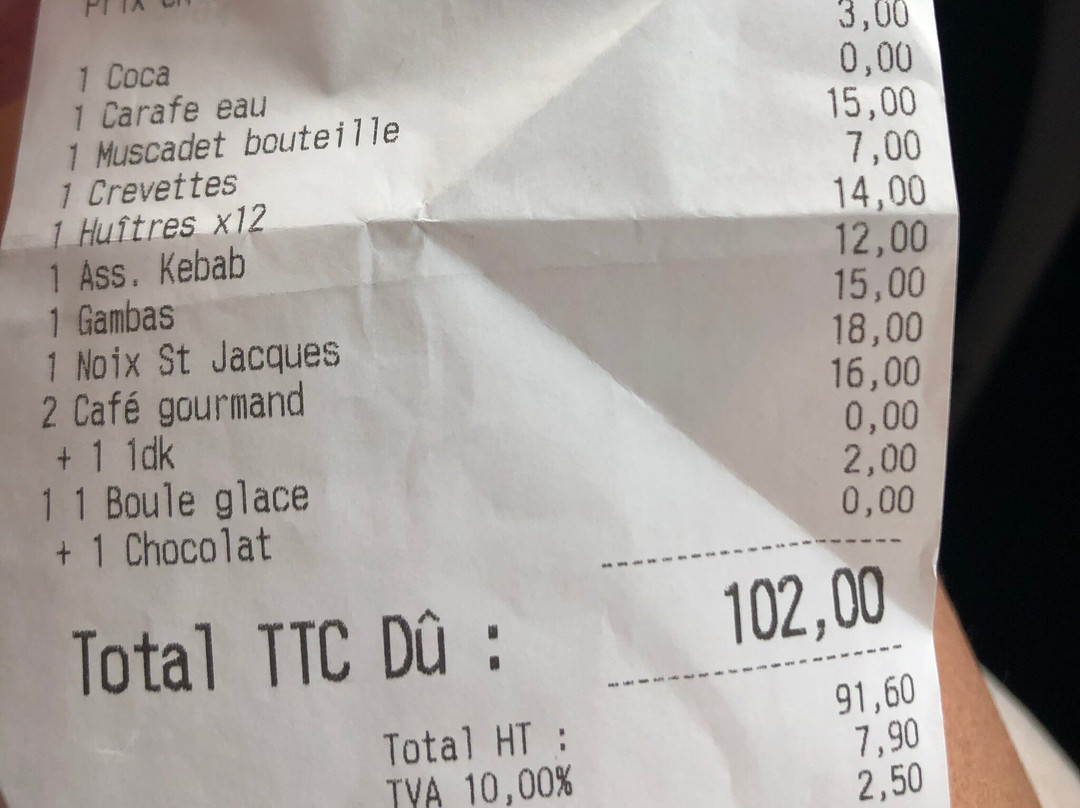 Prix en
1 Coca 3,00
1 Carafe eau 0,00
1 Muscadet bouteille 15,00
1 Crevettes 7,00
1 Huîtres x12 14,00
1 Ass. Kebab 12,00
1 Gambas 15,00
1 Noix St Jacques 18,00
2 Café gourmand 16,00
+ 1 1dk 0,00
1 1 Boule glace 2,00
+ 1 Chocolat 0,00
Total TTC Dû : 102,00
Total HT : 91,60
TVA 10,00% 7,90
2,50